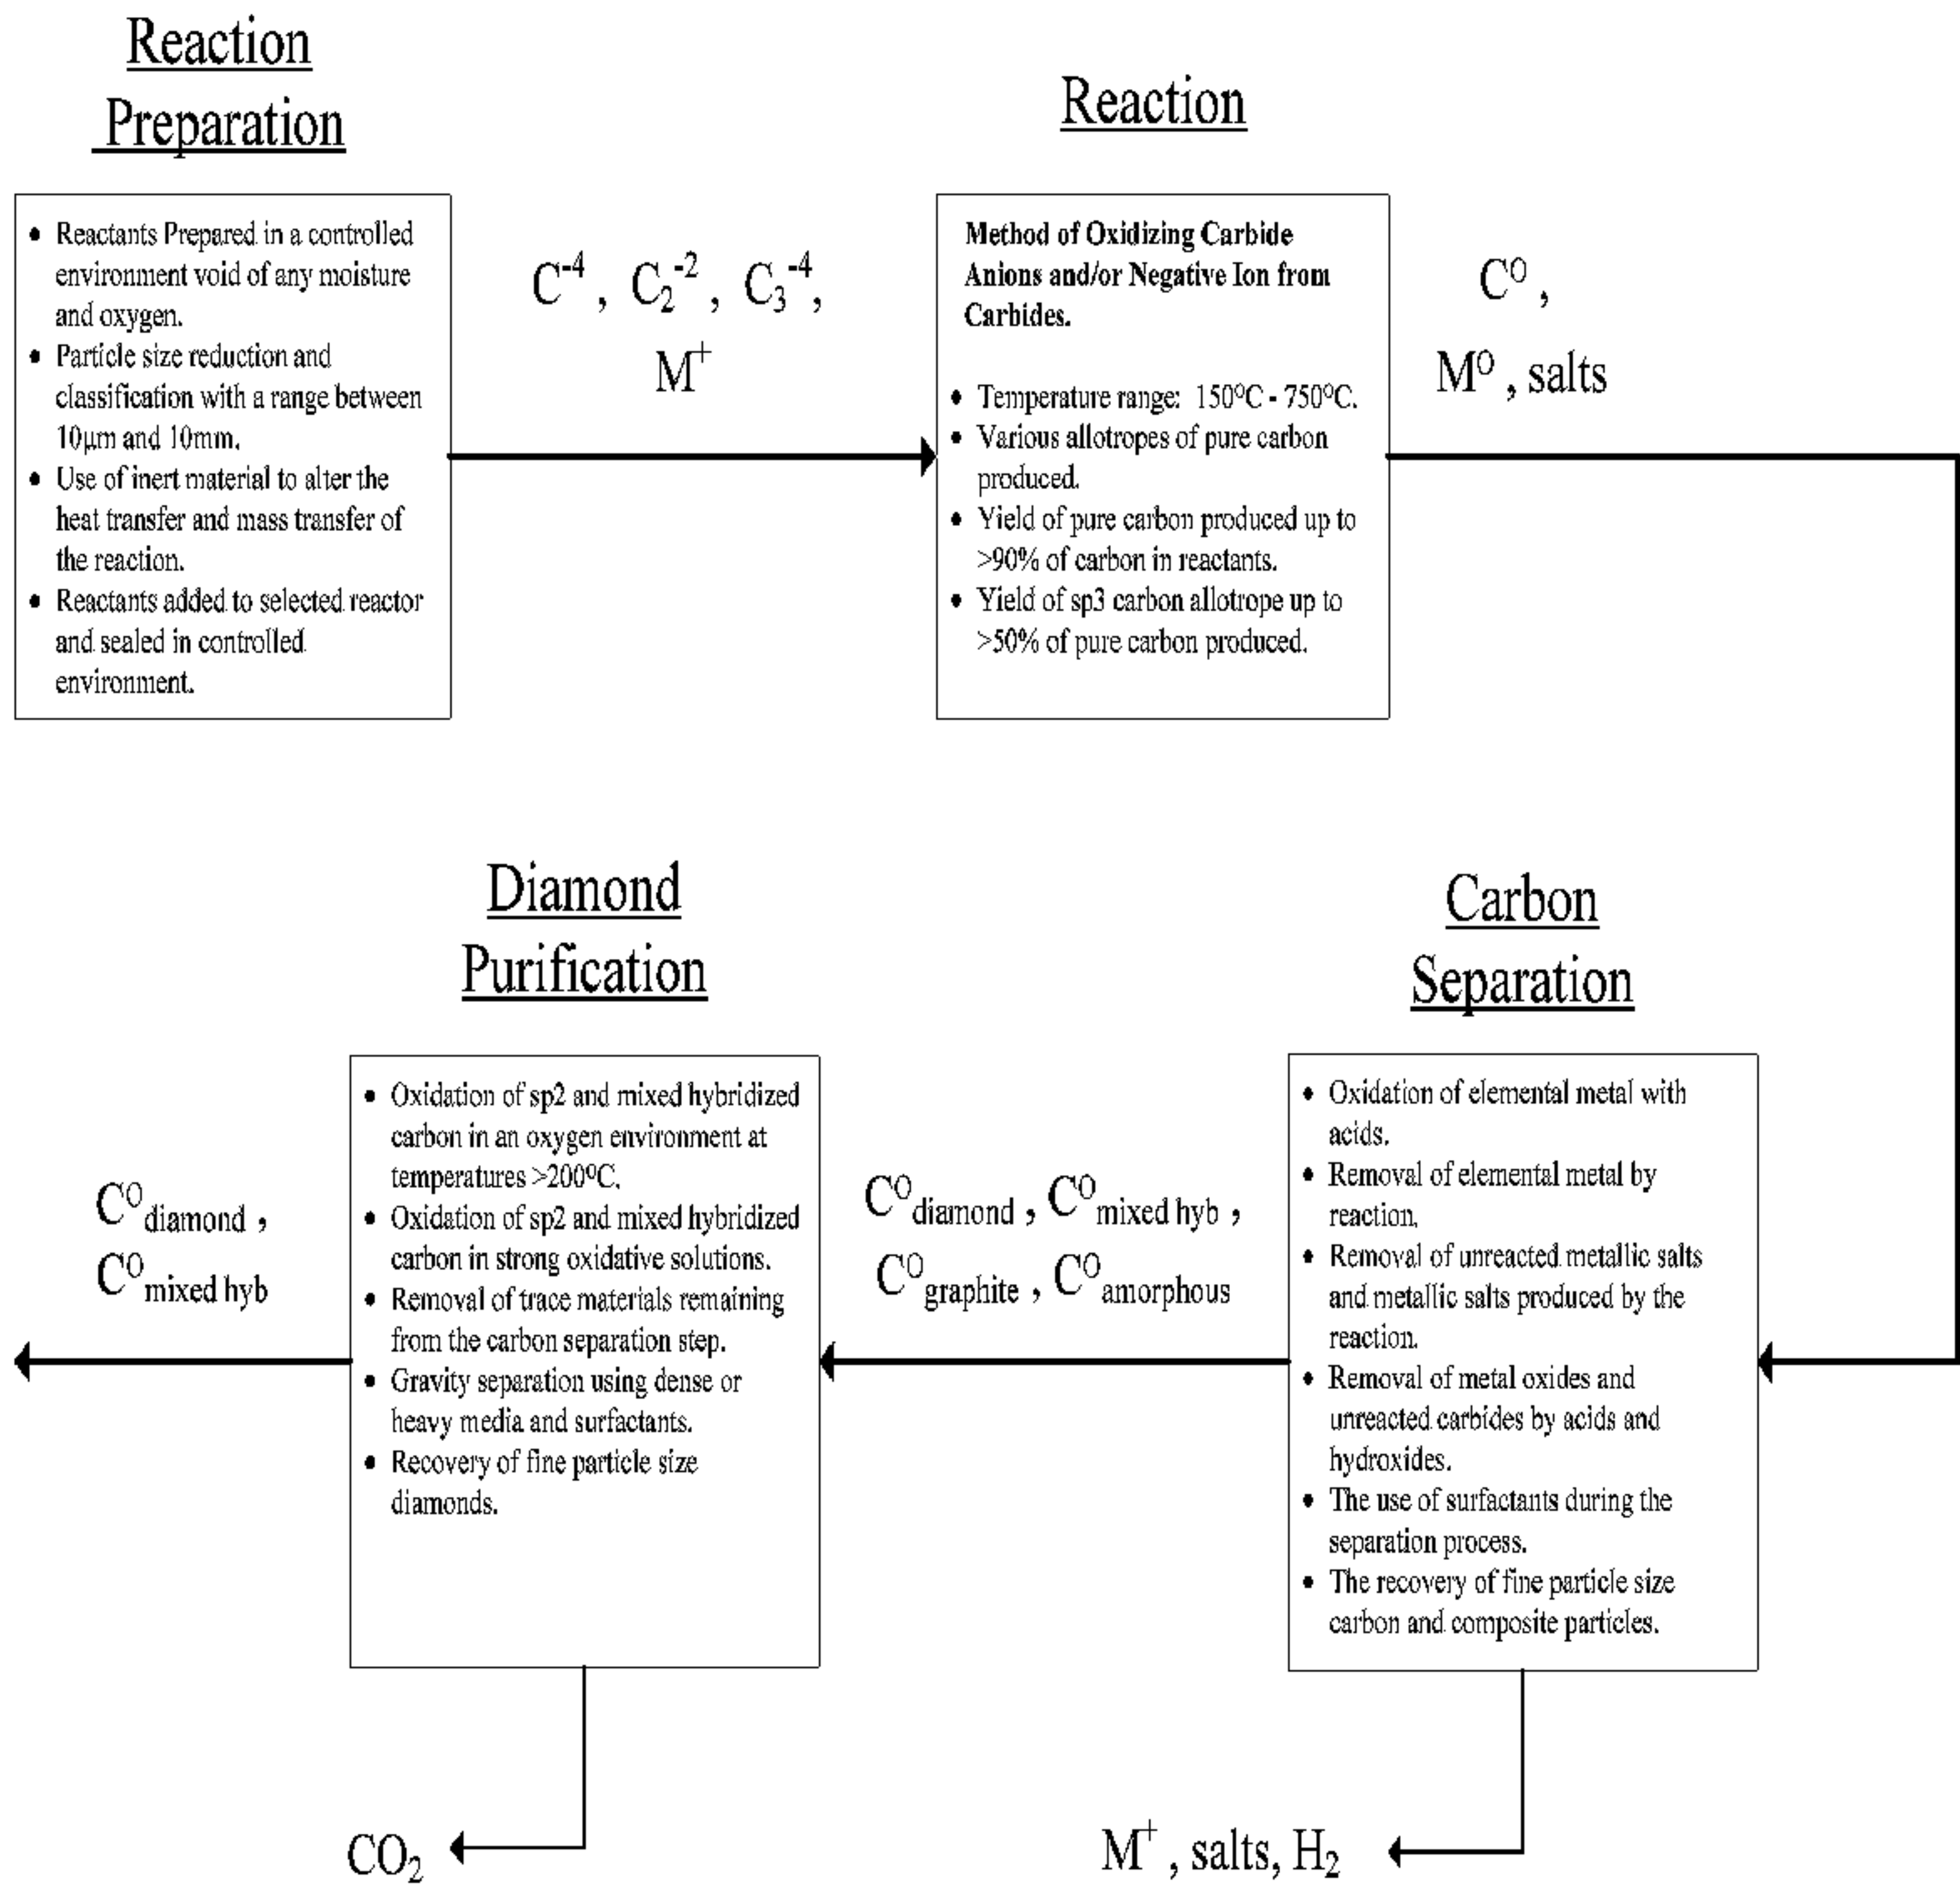 Reaction
Preparation
• Reactants Prepared in a controlled
environment void of any moisture
and oxygen.
• Particle size reduction and
classification with a range between
10µm and 10mm.
• Use of inert material to alter the
heat transfer and mass transfer of
the reaction.
• Reactants added to selected reactor
and sealed in controlled
environment.
C⁻⁴ , C₂⁻² , C₃⁻⁴,
M⁺
Reaction
Method of Oxidizing Carbide
Anions and/or Negative Ion from
Carbides.
• Temperature range: 150⁰C - 750⁰C.
• Various allotropes of pure carbon
produced.
• Yield of pure carbon produced up to
>90% of carbon in reactants.
• Yield of sp3 carbon allotrope up to
>50% of pure carbon produced.
C⁰ ,
M⁰ , salts
Carbon
Separation
• Oxidation of elemental metal with
acids.
• Removal of elemental metal by
reaction.
• Removal of unreacted metallic salts
and metallic salts produced by the
reaction.
• Removal of metal oxides and
unreacted carbides by acids and
hydroxides.
• The use of surfactants during the
separation process.
• The recovery of fine particle size
carbon and composite particles.
M⁺ , salts, H₂
C⁰diamond , C⁰mixed hyb ,
C⁰graphite , C⁰amorphous
Diamond
Purification
• Oxidation of sp2 and mixed hybridized
carbon in an oxygen environment at
temperatures >200⁰C.
• Oxidation of sp2 and mixed hybridized
carbon in strong oxidative solutions.
• Removal of trace materials remaining
from the carbon separation step.
• Gravity separation using dense or
heavy media and surfactants.
• Recovery of fine particle size
diamonds.
CO₂
C⁰diamond ,
C⁰mixed hyb